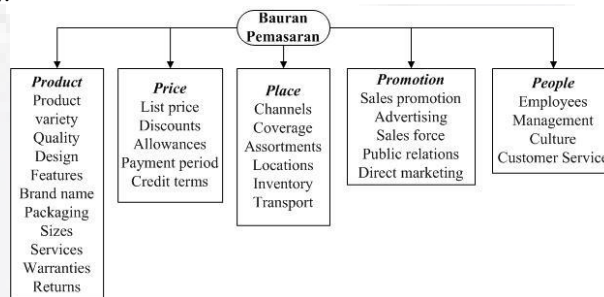 Bauran
Pemasaran
Product
Product
variety
Quality
Design
Features
Brand name
Packaging
Sizes
Services
Warranties
Returns
Price
List price
Discounts
Allowances
Payment period
Credit terms
Place
Channels
Coverage
Assortments
Locations
Inventory
Transport
Promotion
Sales promotion
Advertising
Sales force
Public relations
Direct marketing
People
Employees
Management
Culture
Customer Service